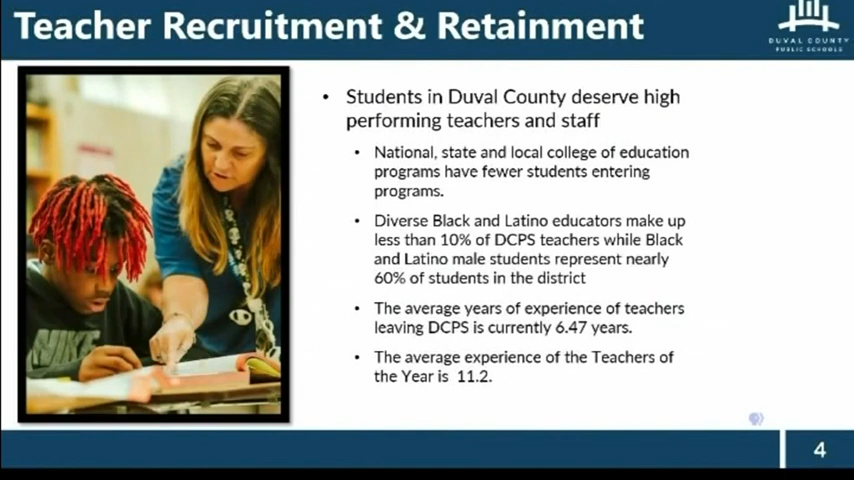 Teacher Recruitment & Retainment
DUVAL COUNTY
PUBLIC SCHOOLS
• Students in Duval County deserve high
performing teachers and staff
• National, state and local college of education
programs have fewer students entering
programs.
• Diverse Black and Latino educators make up
less than 10% of DCPS teachers while Black
and Latino male students represent nearly
60% of students in the district
• The average years of experience of teachers
leaving DCPS is currently 6.47 years.
• The average experience of the Teachers of
the Year is 11.2.
NIKE
4